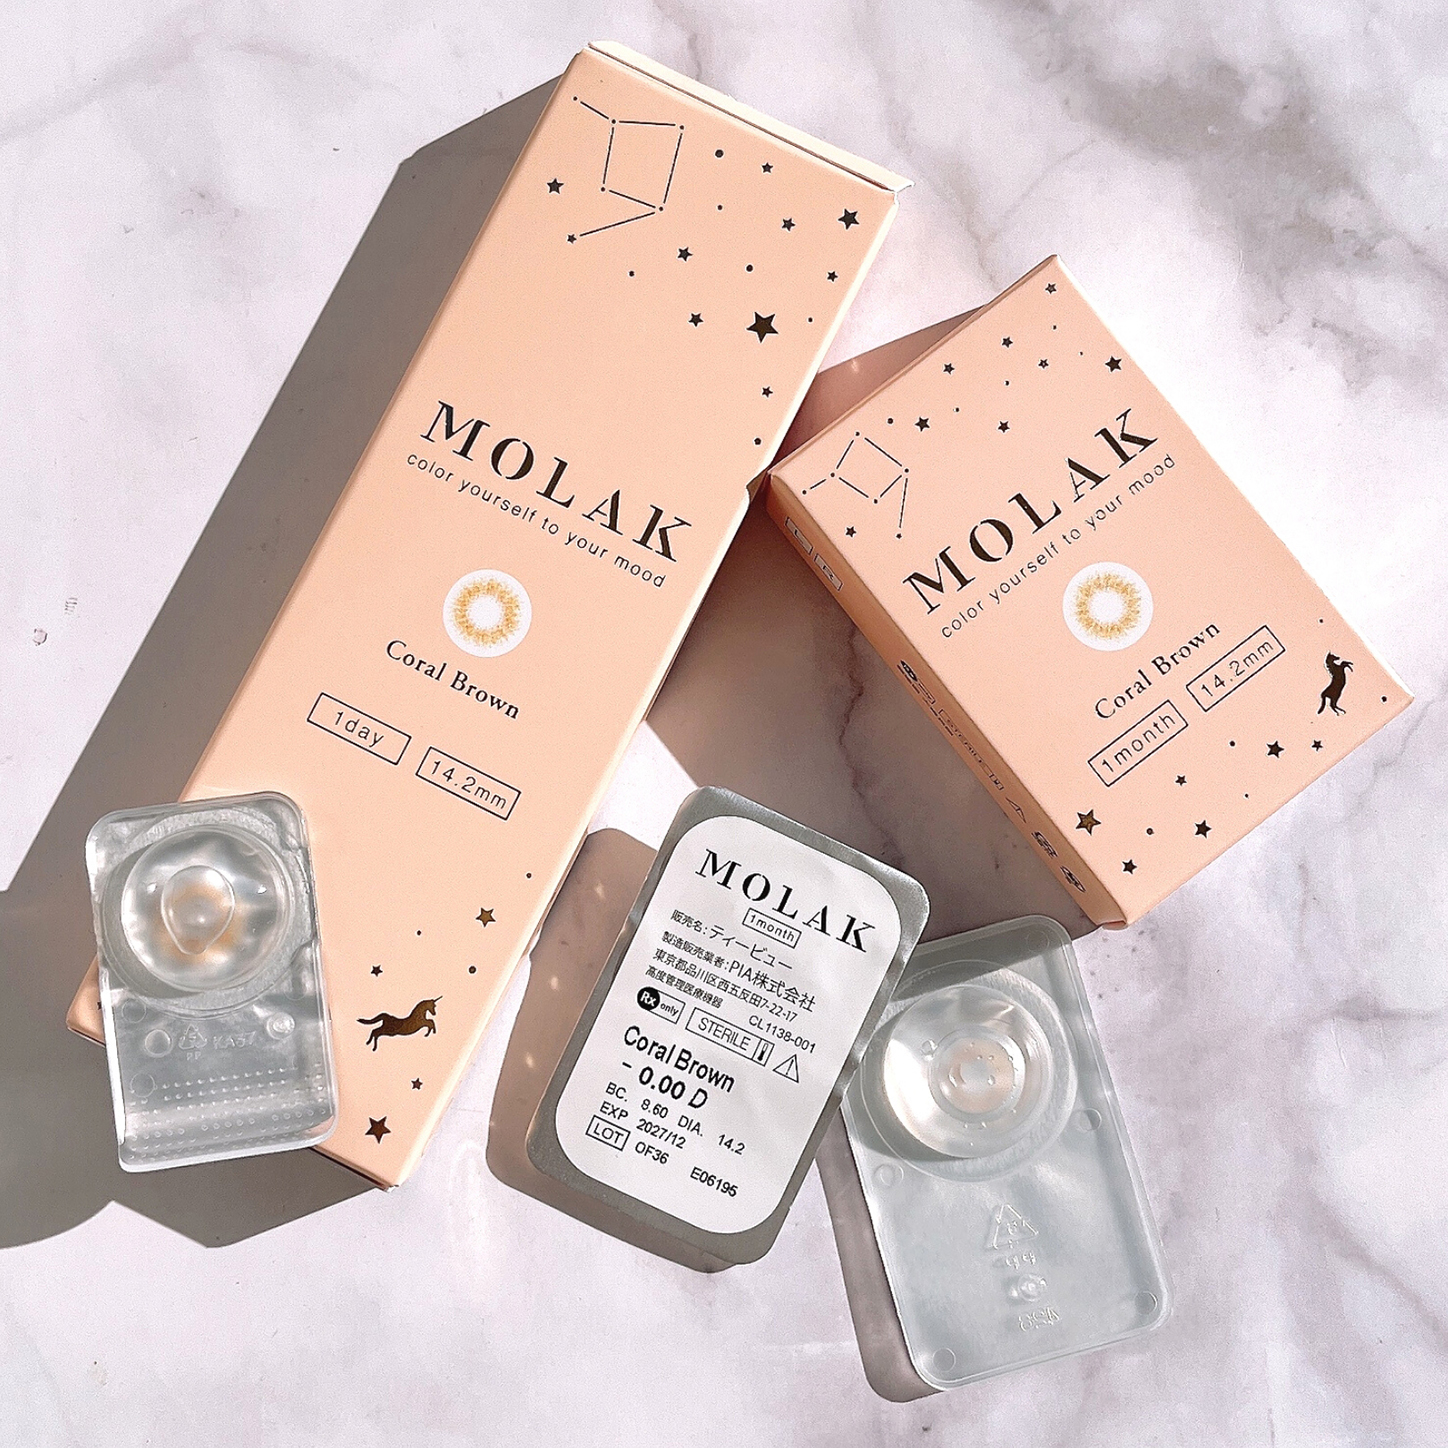 MOLAK
color yourself to your mood
Coral Brown
1day
14.2mm
MOLAK
color yourself to your mood
Coral Brown
1month
14.2mm
MOLAK
1month
販売名:ティービュー
製造販売業者:PIA株式会社
東京都品川区西五反田7-22-17
高度管理医療機器
CL1138-001
Rx only
STERILE
Coral Brown
- 0.00 D
BC. 8.60 DIA. 14.2
EXP 2027/12
LOT OF36 E06195
PP